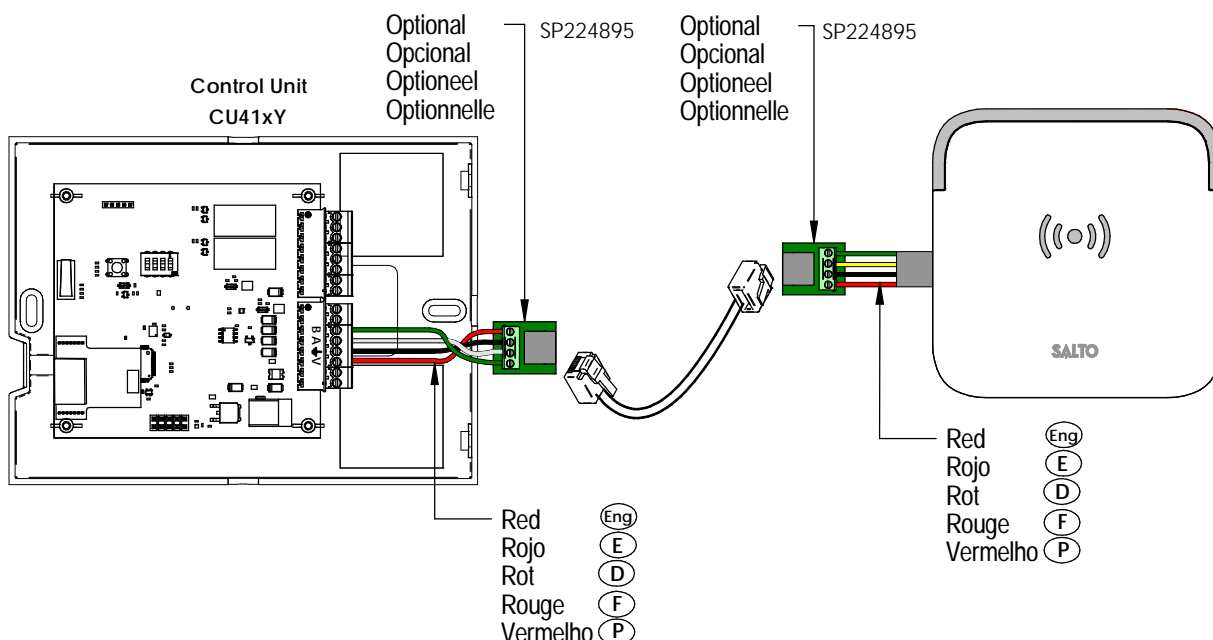 Optional
Opcional
Optioneel
Optionnelle
SP224895
Optional
Opcional
Optioneel
Optionnelle
SP224895
Control Unit
CU41xY
B A V
SALTO
Red Eng
Rojo E
Rot D
Rouge F
Vermelho P
Red Eng
Rojo E
Rot D
Rouge F
Vermelho P